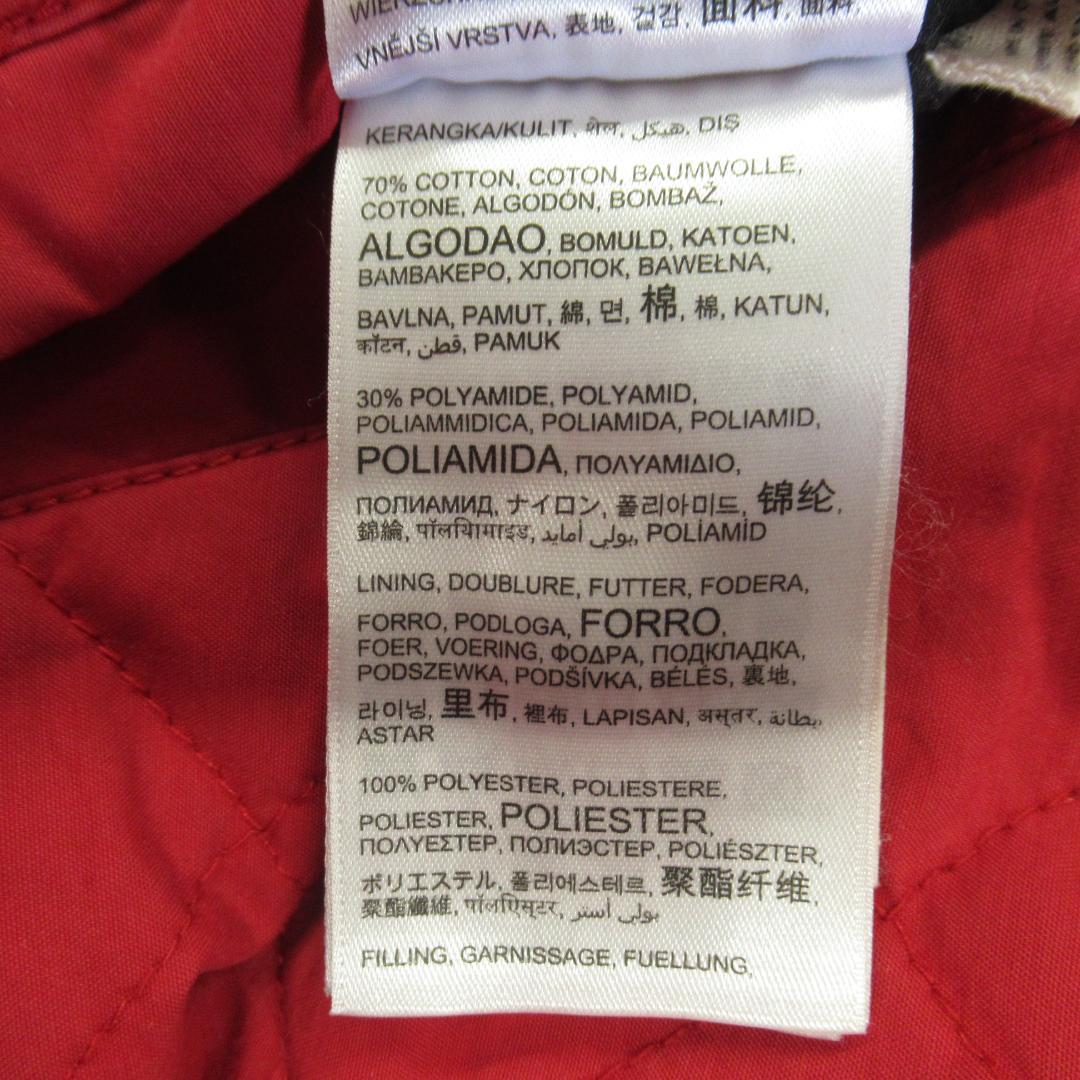 VNĚJŠÍ VRSTVA, 表地, 겉감, 面料, 面料,
KERANGKA/KULIT, शेल, هيكل, DIŞ
70% COTTON, COTON, BAUMWOLLE,
COTONE, ALGODÓN, BOMBAŽ,
ALGODAO, BOMULD, KATOEN,
ΒΑΜΒΑΚΕΡΟ, ХЛОПОК, BAWEŁNA,
BAVLNA, PAMUT, 綿, 면, 棉, 棉, KATUN,
कॉटन, قطن, PAMUK
30% POLYAMIDE, POLYAMID,
POLIAMMIDICA, POLIAMIDA, POLIAMID,
POLIAMIDA, ΠΟΛΥΑΜΙΔΙΟ,
ПОЛИАМИД, ナイロン, 폴리아미드, 锦纶,
錦綸, पॉलियामाइड, بولي أمايد, POLİAMİD
LINING, DOUBLURE, FUTTER, FODERA,
FORRO, PODLOGA, FORRO,
FOER, VOERING, ΦΟΔΡΑ, ПОДКЛАДКА,
PODSZEWKA, PODŠÍVKA, BÉLÉS, 裏地,
라이닝, 里布, 裡布, LAPISAN, अस्तर, بطانة,
ASTAR
100% POLYESTER, POLIESTERE,
POLIESTER, POLIESTER,
ΠΟΛΥΕΣΤΕΡ, ПОЛИЭСТЕР, POLIÉSZTER,
ポリエステル, 폴리에스테르, 聚酯纤维,
聚酯纖維, पॉलिएस्टर, بولي أستر
FILLING, GARNISSAGE, FUELLUNG,